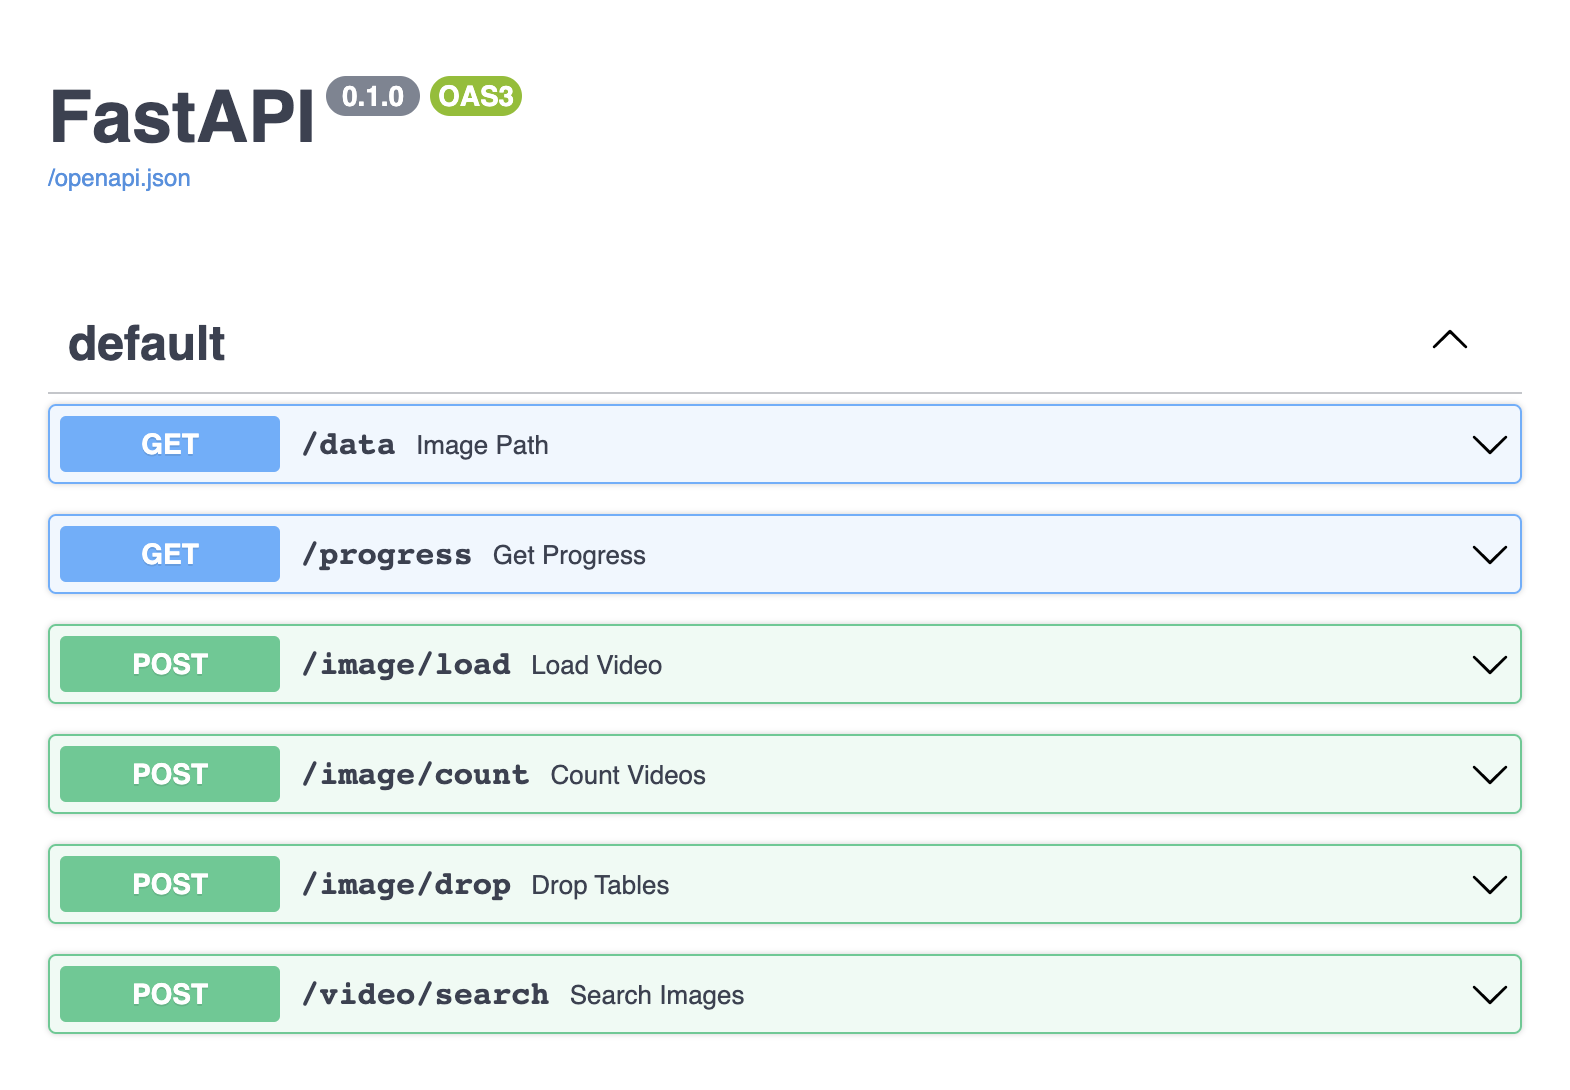 FastAPI 0.1.0 OAS3
/openapi.json
default
GET /data Image Path
GET /progress Get Progress
POST /image/load Load Video
POST /image/count Count Videos
POST /image/drop Drop Tables
POST /video/search Search Images